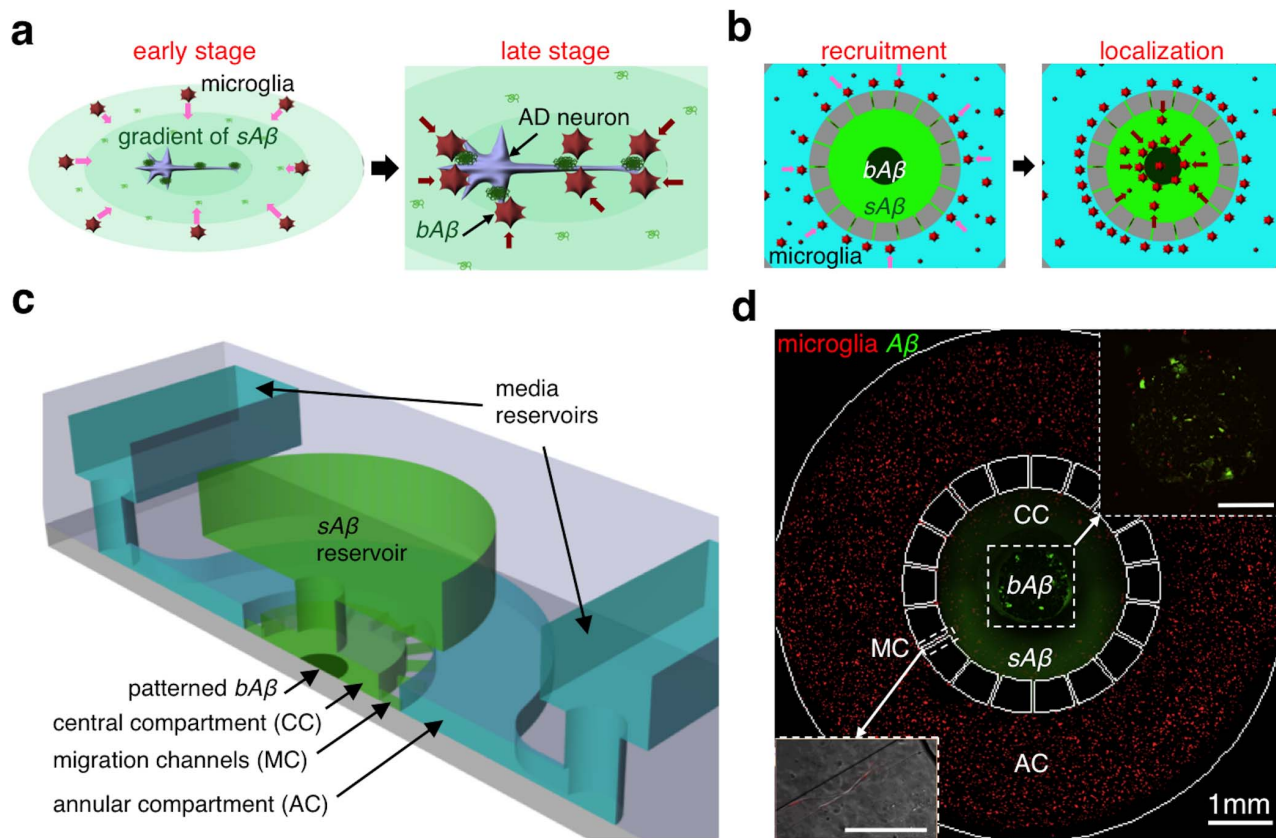 a
early stage
microglia
gradient of sAβ
late stage
AD neuron
bAβ
b
recruitment
localization
bAβ
sAβ
microglia
c
media
reservoirs
sAβ
reservoir
patterned bAβ
central compartment (CC)
migration channels (MC)
annular compartment (AC)
d
microglia Aβ
CC
bAβ
MC
sAβ
AC
1mm